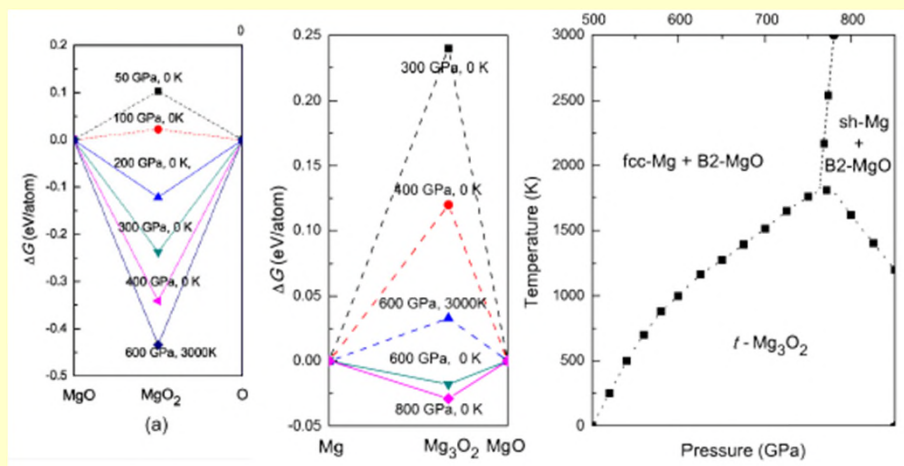 0
0.2
0.1
0.0
-0.1
-0.2
-0.3
-0.4
-0.5
ΔG (eV/atom)
50 GPa, 0 K
100 GPa, 0K
200 GPa, 0 K
300 GPa, 0 K
400 GPa, 0 K
600 GPa, 3000K
MgO MgO₂ O
(a)
0.25
0.20
0.15
0.10
0.05
0.00
0.05
ΔG (eV/atom)
300 GPa, 0 K
400 GPa, 0 K
600 GPa, 3000K
600 GPa, 0 K
800 GPa, 0 K
Mg Mg₃O₂ MgO
500 600 700 800
3000
2500
2000
1500
1000
500
0
Temperature (K)
fcc-Mg + B2-MgO
sh-Mg
+
B2-MgO
t - Mg₃O₂
Pressure (GPa)